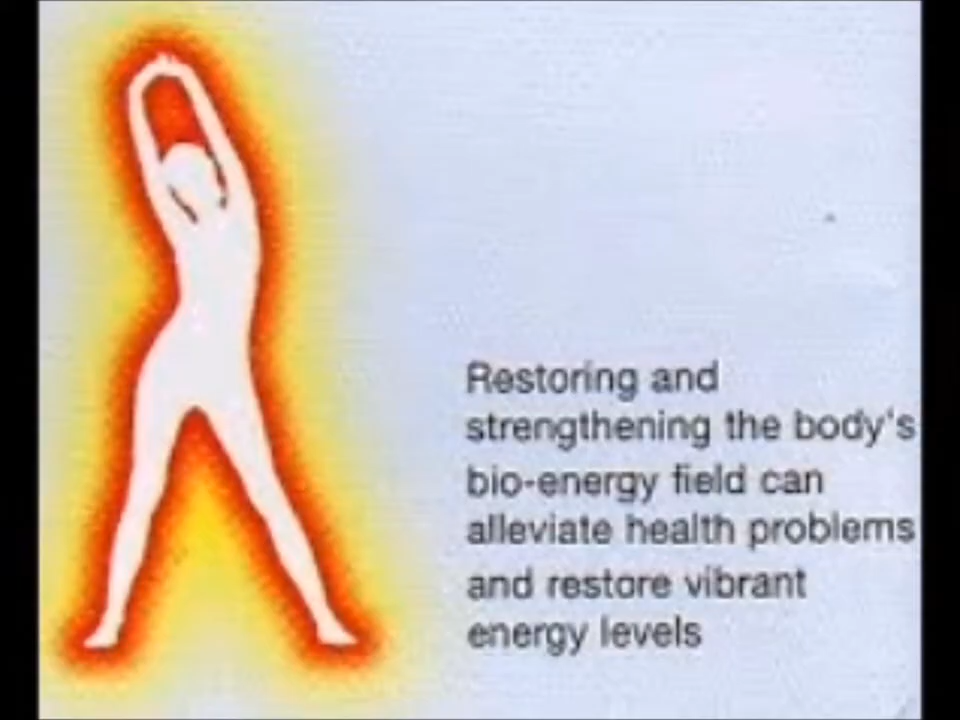 Restoring and
strengthening the body's
bio-energy field can
alleviate health problems
and restore vibrant
energy levels